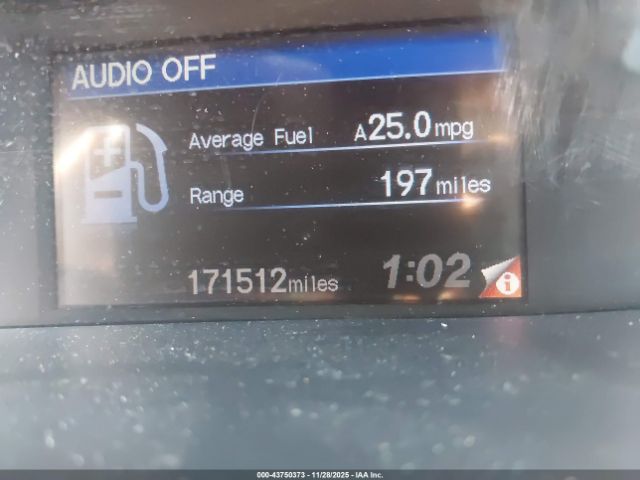 AUDIO OFF
Average Fuel A25.0mpg
Range 197miles
171512miles 1:02
000-43750373 - 11/28/2025 - IAA Inc.